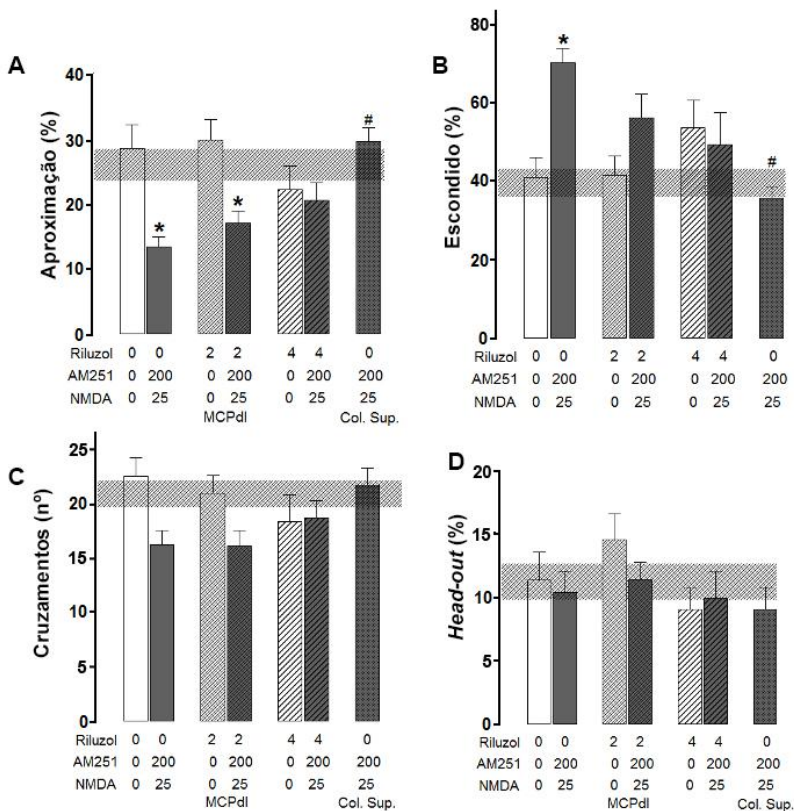 A
Aproximação (%)
40
30
20
10
0
* * #
Riluzol 0 0 2 2 4 4 0
AM251 0 200 0 200 0 200 200
NMDA 0 25 0 25 0 25 25
MCPdl Col. Sup.
B
Escondido (%)
80
60
40
20
0
* #
Riluzol 0 0 2 2 4 4 0
AM251 0 200 0 200 0 200 200
NMDA 0 25 0 25 0 25 25
C
Cruzamentos (nº)
25
20
15
10
5
0
Riluzol 0 0 2 2 4 4 0
AM251 0 200 0 200 0 200 200
NMDA 0 25 0 25 0 25 25
MCPdl Col. Sup.
D
Head-out (%)
20
15
10
5
0
Riluzol 0 0 2 2 4 4 0
AM251 0 200 0 200 0 200 200
NMDA 0 25 0 25 0 25 25
MCPdl Col. Sup.